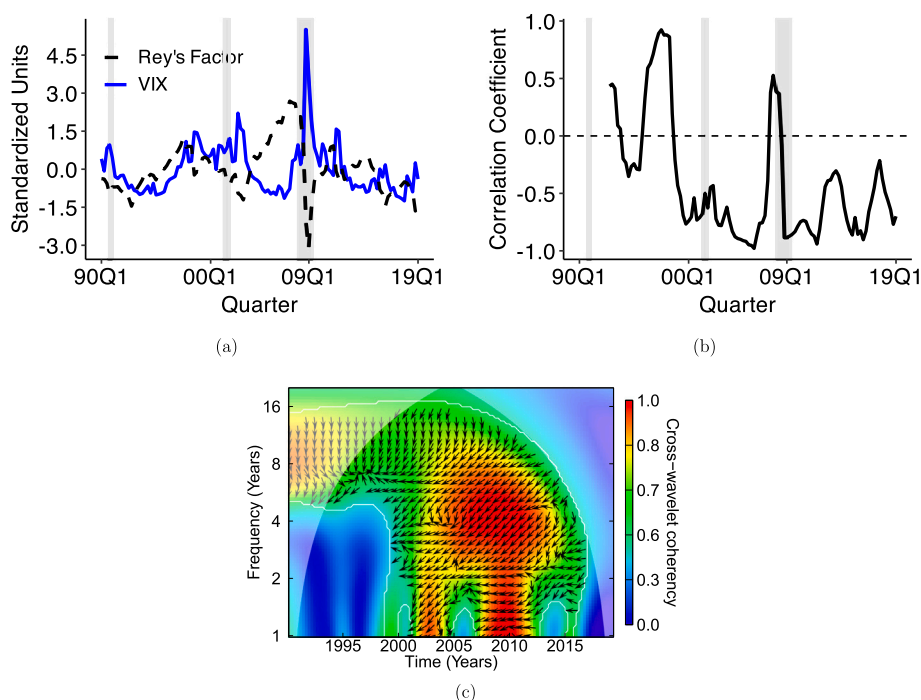 Standardized Units
4.5
3.0
1.5
0.0
-1.5
-3.0
Rey's Factor
VIX
90Q1 00Q1 09Q1 19Q1
Quarter
(a)
Correlation Coefficient
1.0
0.5
0.0
-0.5
-1.0
90Q1 00Q1 09Q1 19Q1
Quarter
(b)
Frequency (Years)
16
8
4
2
1
1995 2000 2005 2010 2015
Time (Years)
1.0
0.8
0.7
0.6
0.3
0.0
Cross-wavelet coherency
(c)